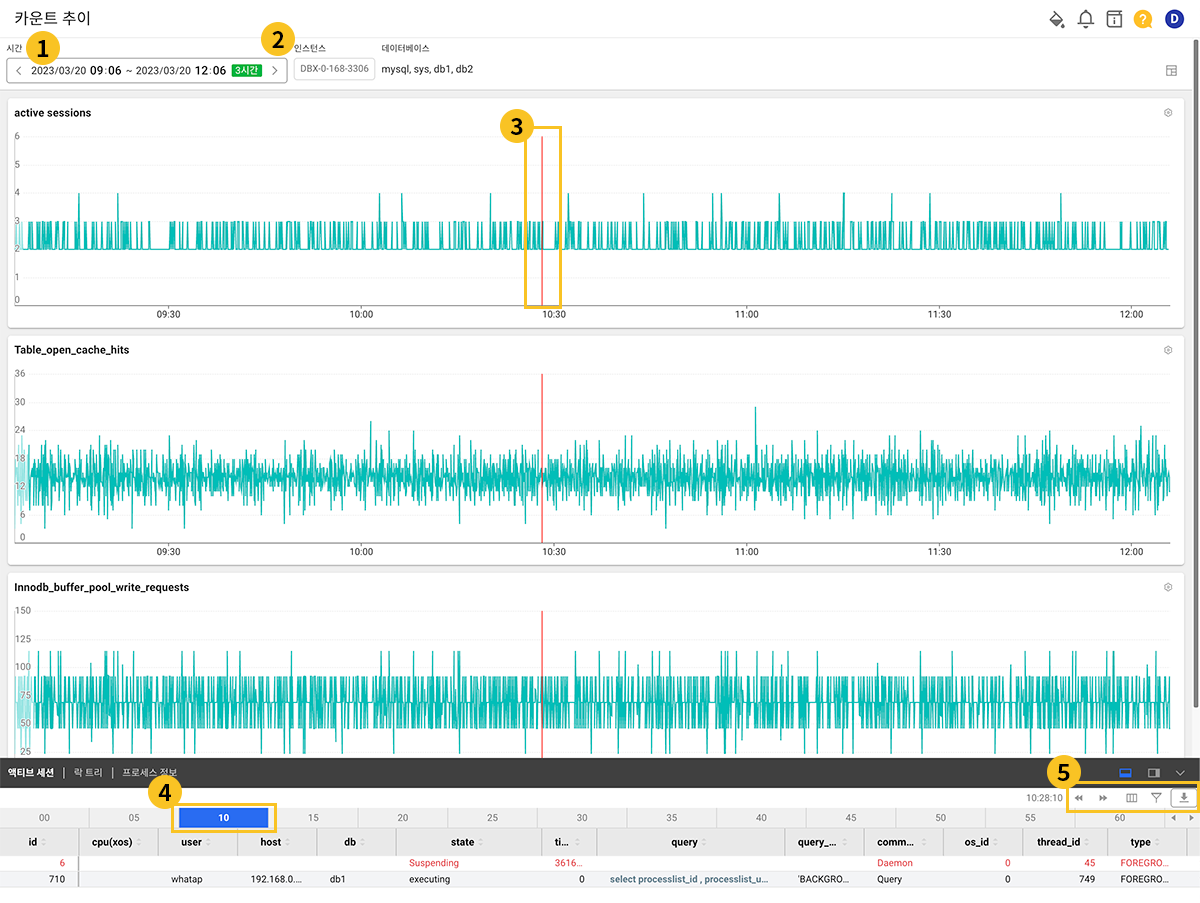 카운트 추이
? D
시간 1 2 인스턴스 데이터베이스
2023/03/20 09:06 ~ 2023/03/20 12:06 3시간 DBX-0-168-3306 mysql, sys, db1, db2
active sessions
3
6
5
4
3
2
1
0
09:30 10:00 10:30 11:00 11:30 12:00
Table_open_cache_hits
36
30
24
18
12
6
0
09:30 10:00 10:30 11:00 11:30 12:00
Innodb_buffer_pool_write_requests
150
125
100
75
50
25
액티브 세션 | 락 트리 | 프로세스 정보
4 5
10:28:10
00 05 10 15 20 25 30 35 40 45 50 55 60
id cpu(xos) user host db state ti... query query_... comm... os_id thread_id type
6 Suspending 3616... Daemon 0 45 FOREGRO...
710 whatap 192.168.0.... db1 executing 0 select processlist_id , processlist_u... 'BACKGRO... Query 0 749 FOREGRO...